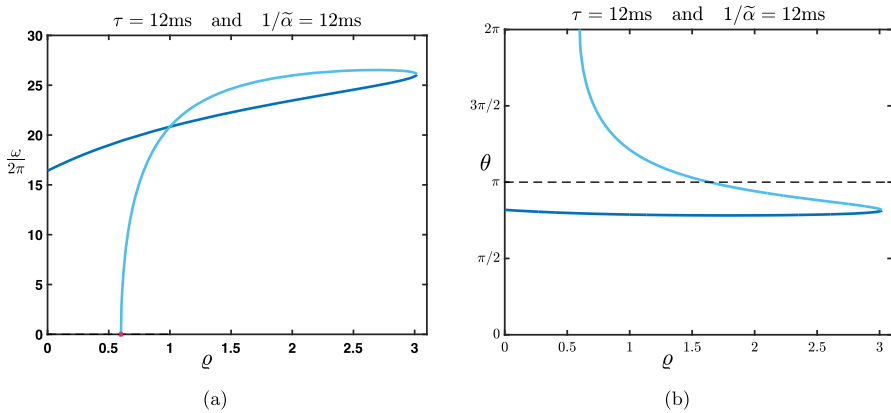 τ = 12ms and 1/α̃ = 12ms
30
25
20
15
10
5
0
ω/2π
0 0.5 1 1.5 2 2.5 3
ϱ
(a)
τ = 12ms and 1/α̃ = 12ms
2π
3π/2
π
π/2
0
θ
0 0.5 1 1.5 2 2.5 3
ϱ
(b)